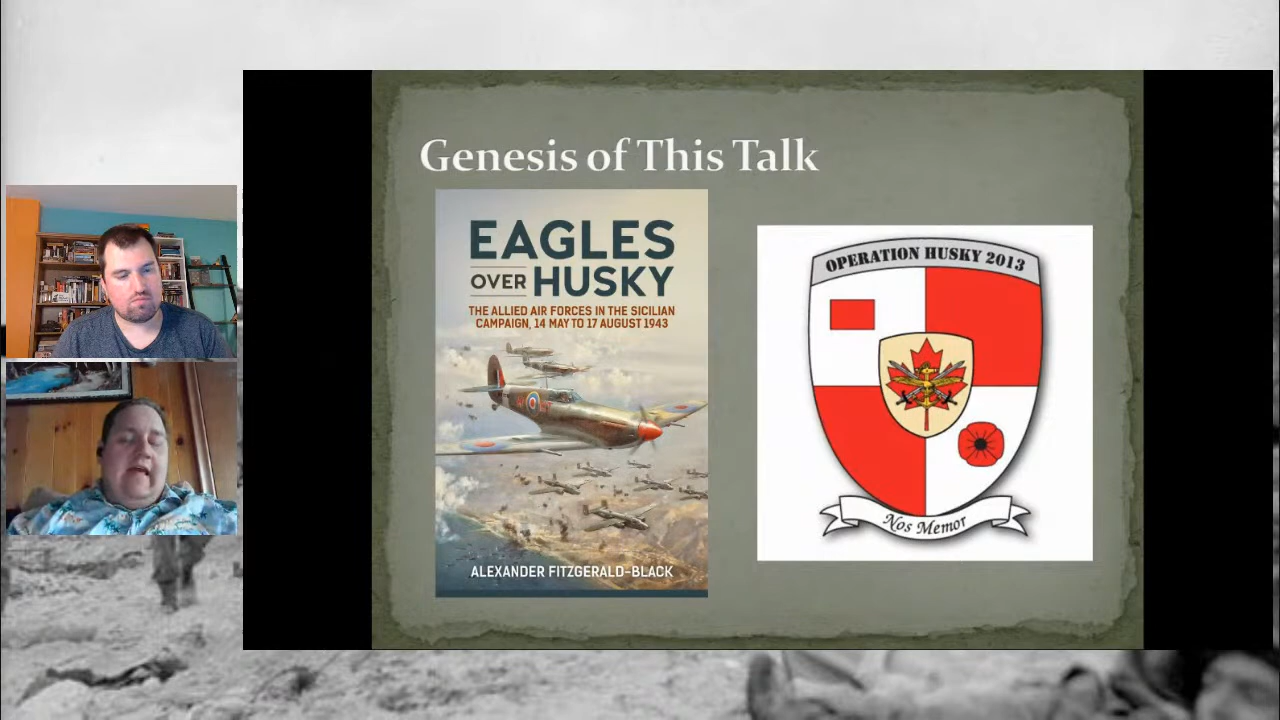 Genesis of This Talk
EAGLES
OVER HUSKY
THE ALLIED AIR FORCES IN THE SICILIAN
CAMPAIGN, 14 MAY TO 17 AUGUST 1943
ALEXANDER FITZGERALD-BLACK
OPERATION HUSKY 2013
Nos Memor